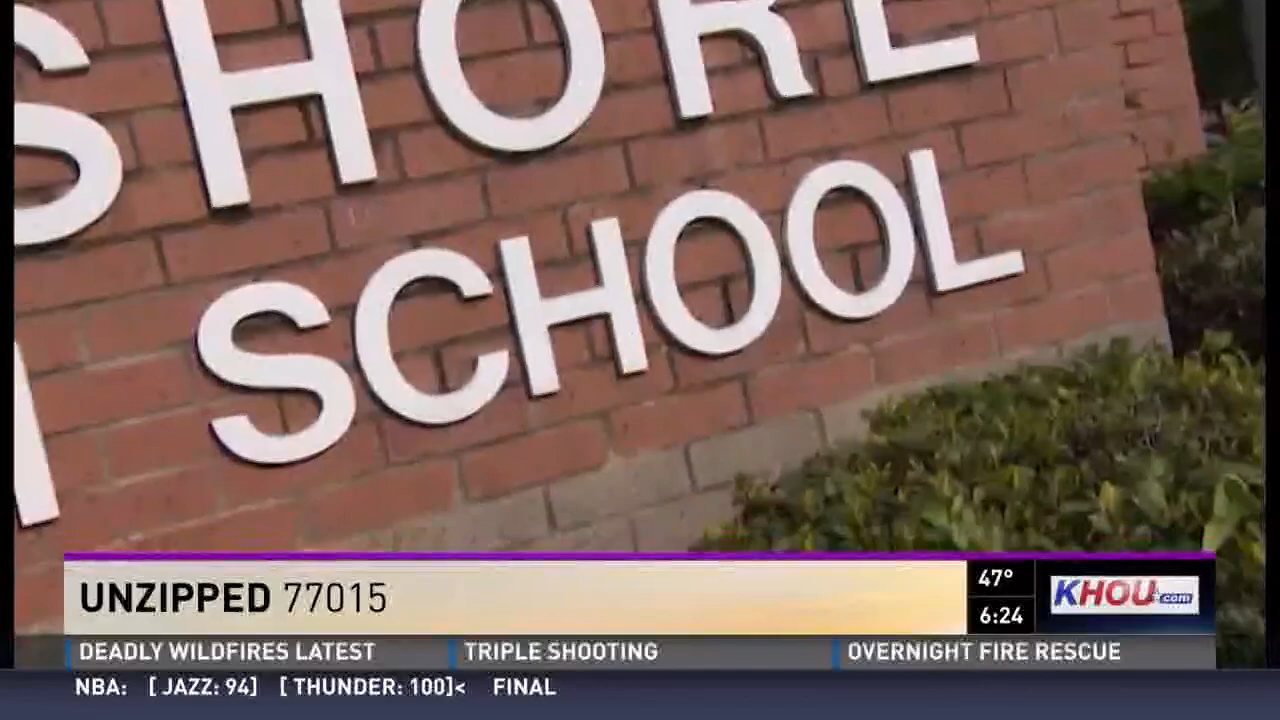 SHORE
SCHOOL
UNZIPPED 77015
47°
6:24
KHOU.com
DEADLY WILDFIRES LATEST
TRIPLE SHOOTING
OVERNIGHT FIRE RESCUE
NBA: [ JAZZ: 94] [ THUNDER: 100]< FINAL